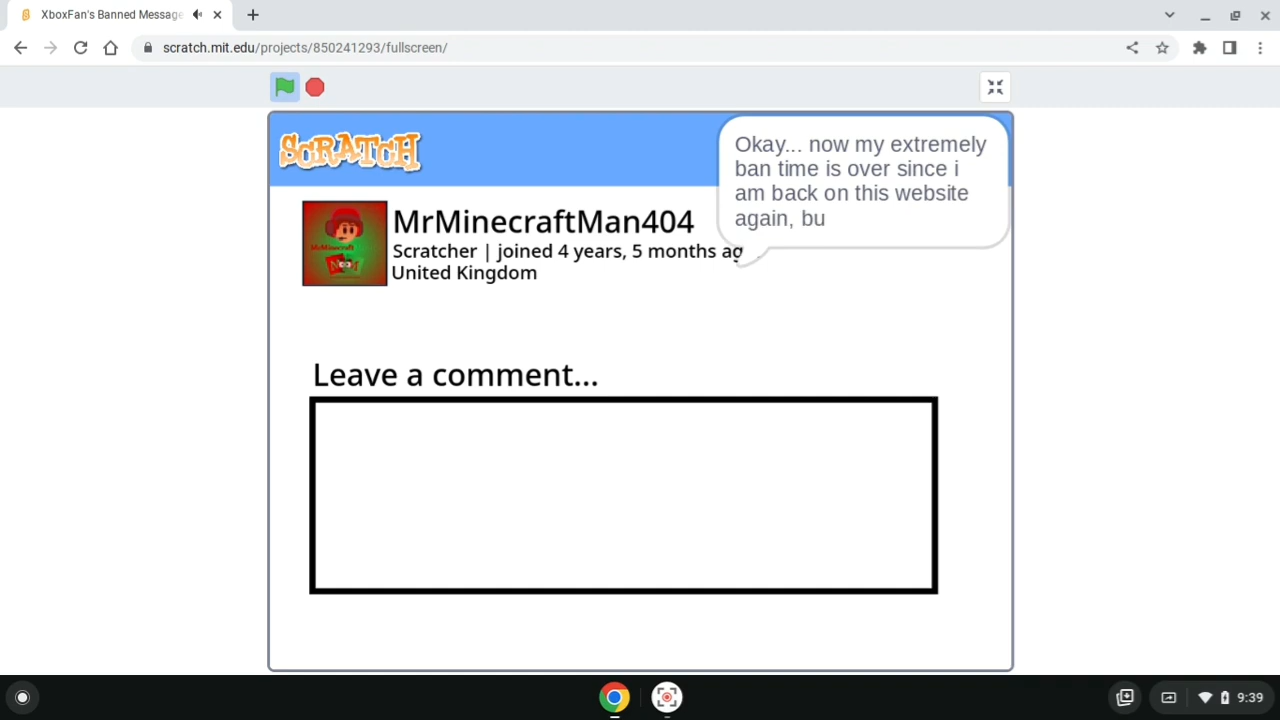 XboxFan's Banned Message
scratch.mit.edu/projects/850241293/fullscreen/
SCRATCH
Okay... now my extremely
ban time is over since i
am back on this website
again, bu
MrMinecraftMan404
Scratcher | joined 4 years, 5 months ag
United Kingdom
Leave a comment...
9:39